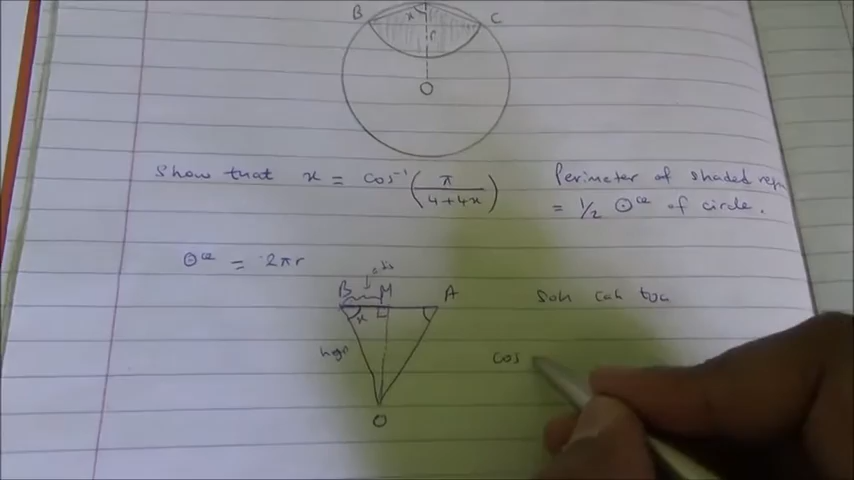 B
x
C
r
O
Show that x = cos⁻¹(π/(4+4x))
Perimeter of shaded
= 1/2 ⊙ce of circle.
⊙ce = 2πr
adj
B M A
x
hyp
O
Soh cah toa
cos